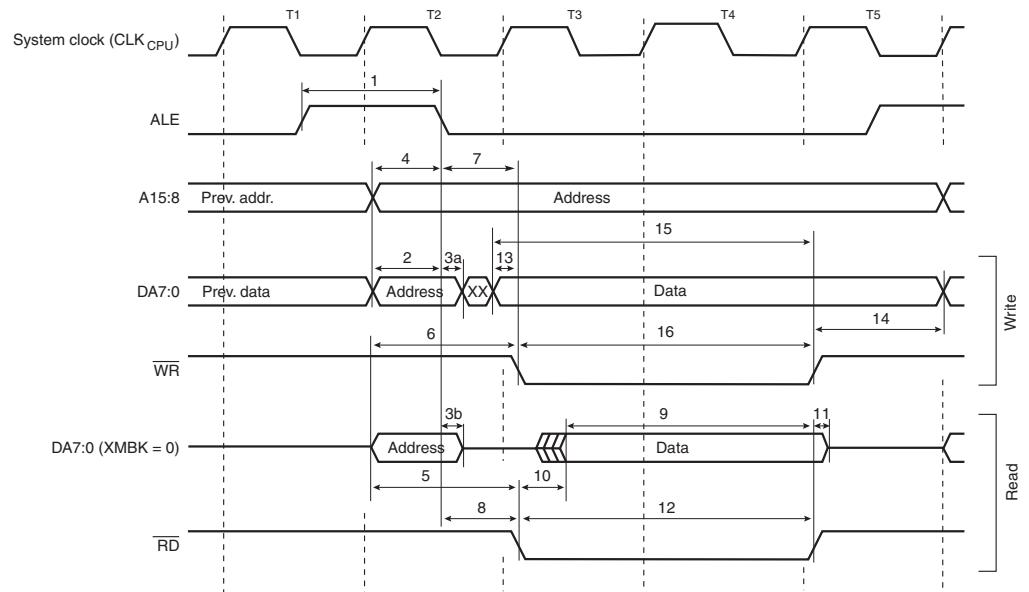 T1 T2 T3 T4 T5
System clock (CLK CPU)
1
ALE
4 7
A15:8 Prev. addr. Address
15
2 3a 13
DA7:0 Prev. data Address XX Data
14
6 16
WR
Write
3b 9 11
DA7:0 (XMBK = 0) Address Data
5 10
8 12
RD
Read